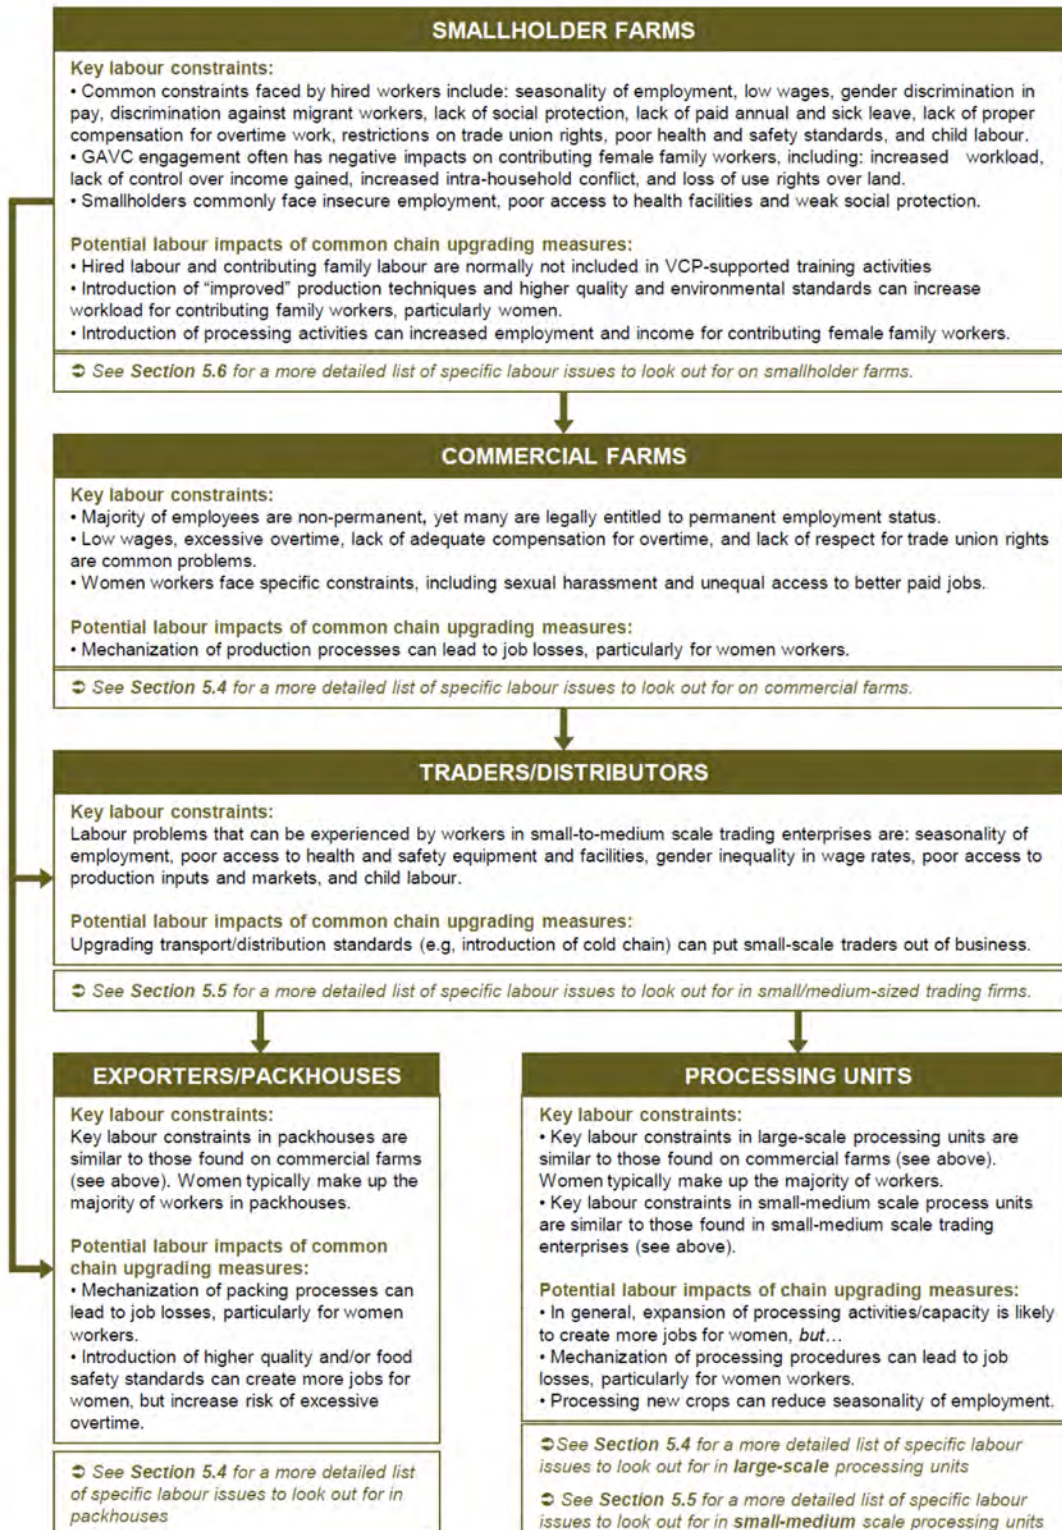 SMALLHOLDER FARMS
Key labour constraints:
• Common constraints faced by hired workers include: seasonality of employment, low wages, gender discrimination in
pay, discrimination against migrant workers, lack of social protection, lack of paid annual and sick leave, lack of proper
compensation for overtime work, restrictions on trade union rights, poor health and safety standards, and child labour.
• GAVC engagement often has negative impacts on contributing female family workers, including: increased workload,
lack of control over income gained, increased intra-household conflict, and loss of use rights over land.
• Smallholders commonly face insecure employment, poor access to health facilities and weak social protection.
Potential labour impacts of common chain upgrading measures:
• Hired labour and contributing family labour are normally not included in VCP-supported training activities
• Introduction of “improved” production techniques and higher quality and environmental standards can increase
workload for contributing family workers, particularly women.
• Introduction of processing activities can increased employment and income for contributing female family workers.
➲ See Section 5.6 for a more detailed list of specific labour issues to look out for on smallholder farms.
COMMERCIAL FARMS
Key labour constraints:
• Majority of employees are non-permanent, yet many are legally entitled to permanent employment status.
• Low wages, excessive overtime, lack of adequate compensation for overtime, and lack of respect for trade union rights
are common problems.
• Women workers face specific constraints, including sexual harassment and unequal access to better paid jobs.
Potential labour impacts of common chain upgrading measures:
• Mechanization of production processes can lead to job losses, particularly for women workers.
➲ See Section 5.4 for a more detailed list of specific labour issues to look out for on commercial farms.
TRADERS/DISTRIBUTORS
Key labour constraints:
Labour problems that can be experienced by workers in small-to-medium scale trading enterprises are: seasonality of
employment, poor access to health and safety equipment and facilities, gender inequality in wage rates, poor access to
production inputs and markets, and child labour.
Potential labour impacts of common chain upgrading measures:
Upgrading transport/distribution standards (e.g, introduction of cold chain) can put small-scale traders out of business.
➲ See Section 5.5 for a more detailed list of specific labour issues to look out for in small/medium-sized trading firms.
EXPORTERS/PACKHOUSES
Key labour constraints:
Key labour constraints in packhouses are
similar to those found on commercial farms
(see above). Women typically make up the
majority of workers in packhouses.
Potential labour impacts of common
chain upgrading measures:
• Mechanization of packing processes can
lead to job losses, particularly for women
workers.
• Introduction of higher quality and/or food
safety standards can create more jobs for
women, but increase risk of excessive
overtime.
➲ See Section 5.4 for a more detailed list
of specific labour issues to look out for in
packhouses
PROCESSING UNITS
Key labour constraints:
• Key labour constraints in large-scale processing units are
similar to those found on commercial farms (see above).
Women typically make up the majority of workers.
• Key labour constraints in small-medium scale process units
are similar to those found in small-medium scale trading
enterprises (see above).
Potential labour impacts of chain upgrading measures:
• In general, expansion of processing activities/capacity is likely
to create more jobs for women, but…
• Mechanization of processing procedures can lead to job
losses, particularly for women workers.
• Processing new crops can reduce seasonality of employment.
➲See Section 5.4 for a more detailed list of specific labour
issues to look out for in large-scale processing units
➲ See Section 5.5 for a more detailed list of specific labour
issues to look out for in small-medium scale processing units